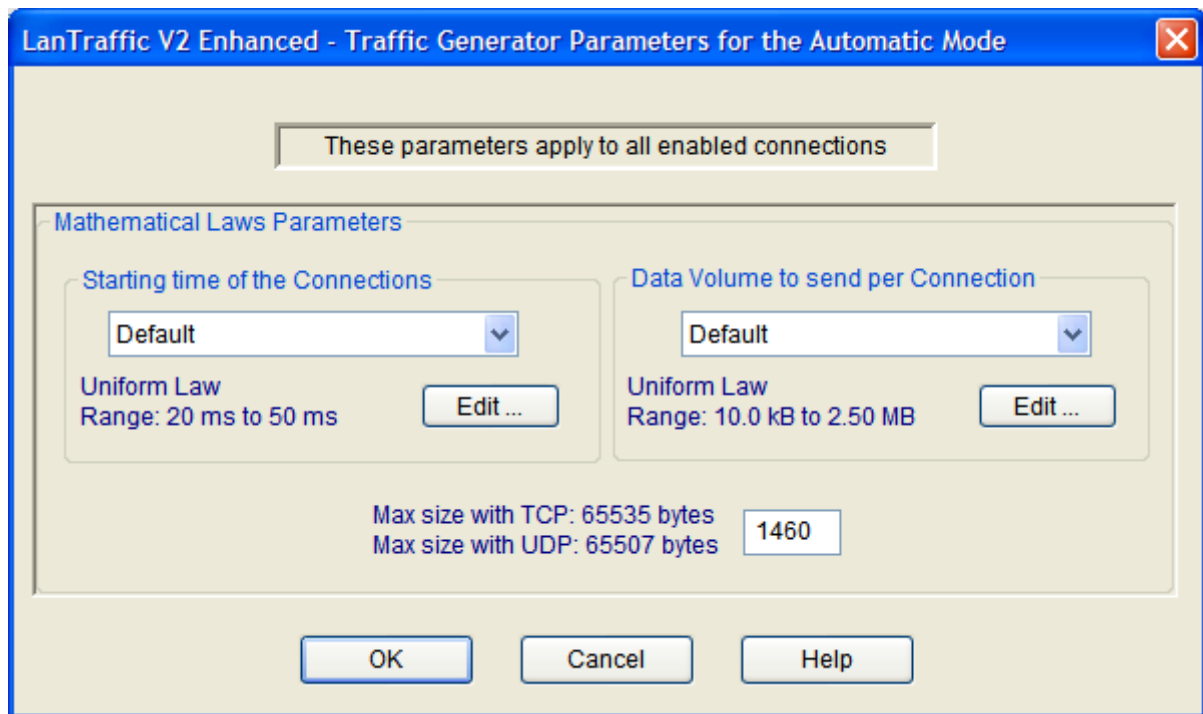 LanTraffic V2 Enhanced - Traffic Generator Parameters for the Automatic Mode
These parameters apply to all enabled connections
Mathematical Laws Parameters
Starting time of the Connections
Default
Uniform Law
Range: 20 ms to 50 ms
Edit ...
Data Volume to send per Connection
Default
Uniform Law
Range: 10.0 kB to 2.50 MB
Edit ...
Max size with TCP: 65535 bytes
Max size with UDP: 65507 bytes
1460
OK
Cancel
Help